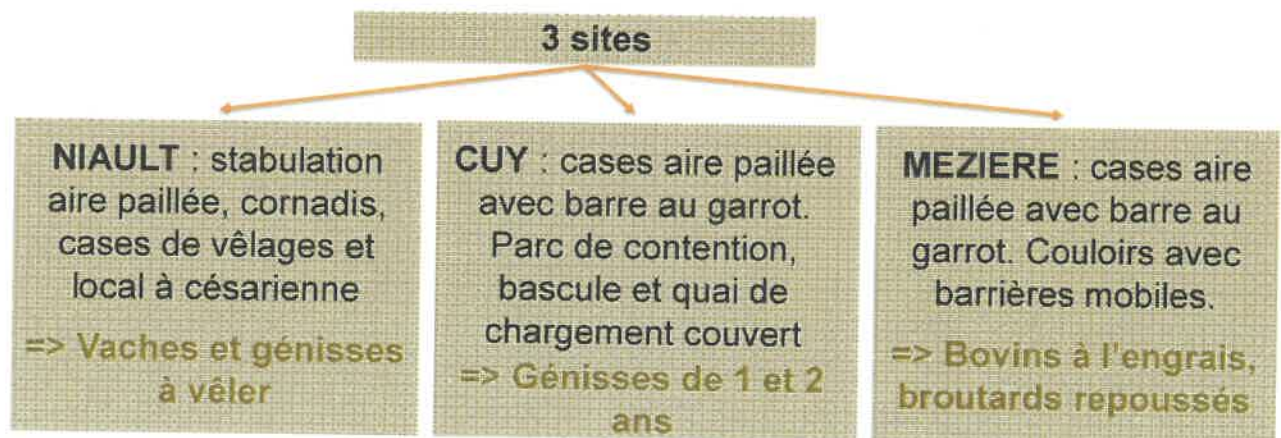 3 sites
NIAULT : stabulation
aire paillée, cornadis,
cases de vêlages et
local à césarienne
=> Vaches et génisses
à vêler
CUY : cases aire paillée
avec barre au garrot.
Parc de contention,
bascule et quai de
chargement couvert
=> Génisses de 1 et 2
ans
MEZIERE : cases aire
paillée avec barre au
garrot. Couloirs avec
barrières mobiles.
=> Bovins à l'engrais,
broutards repoussés